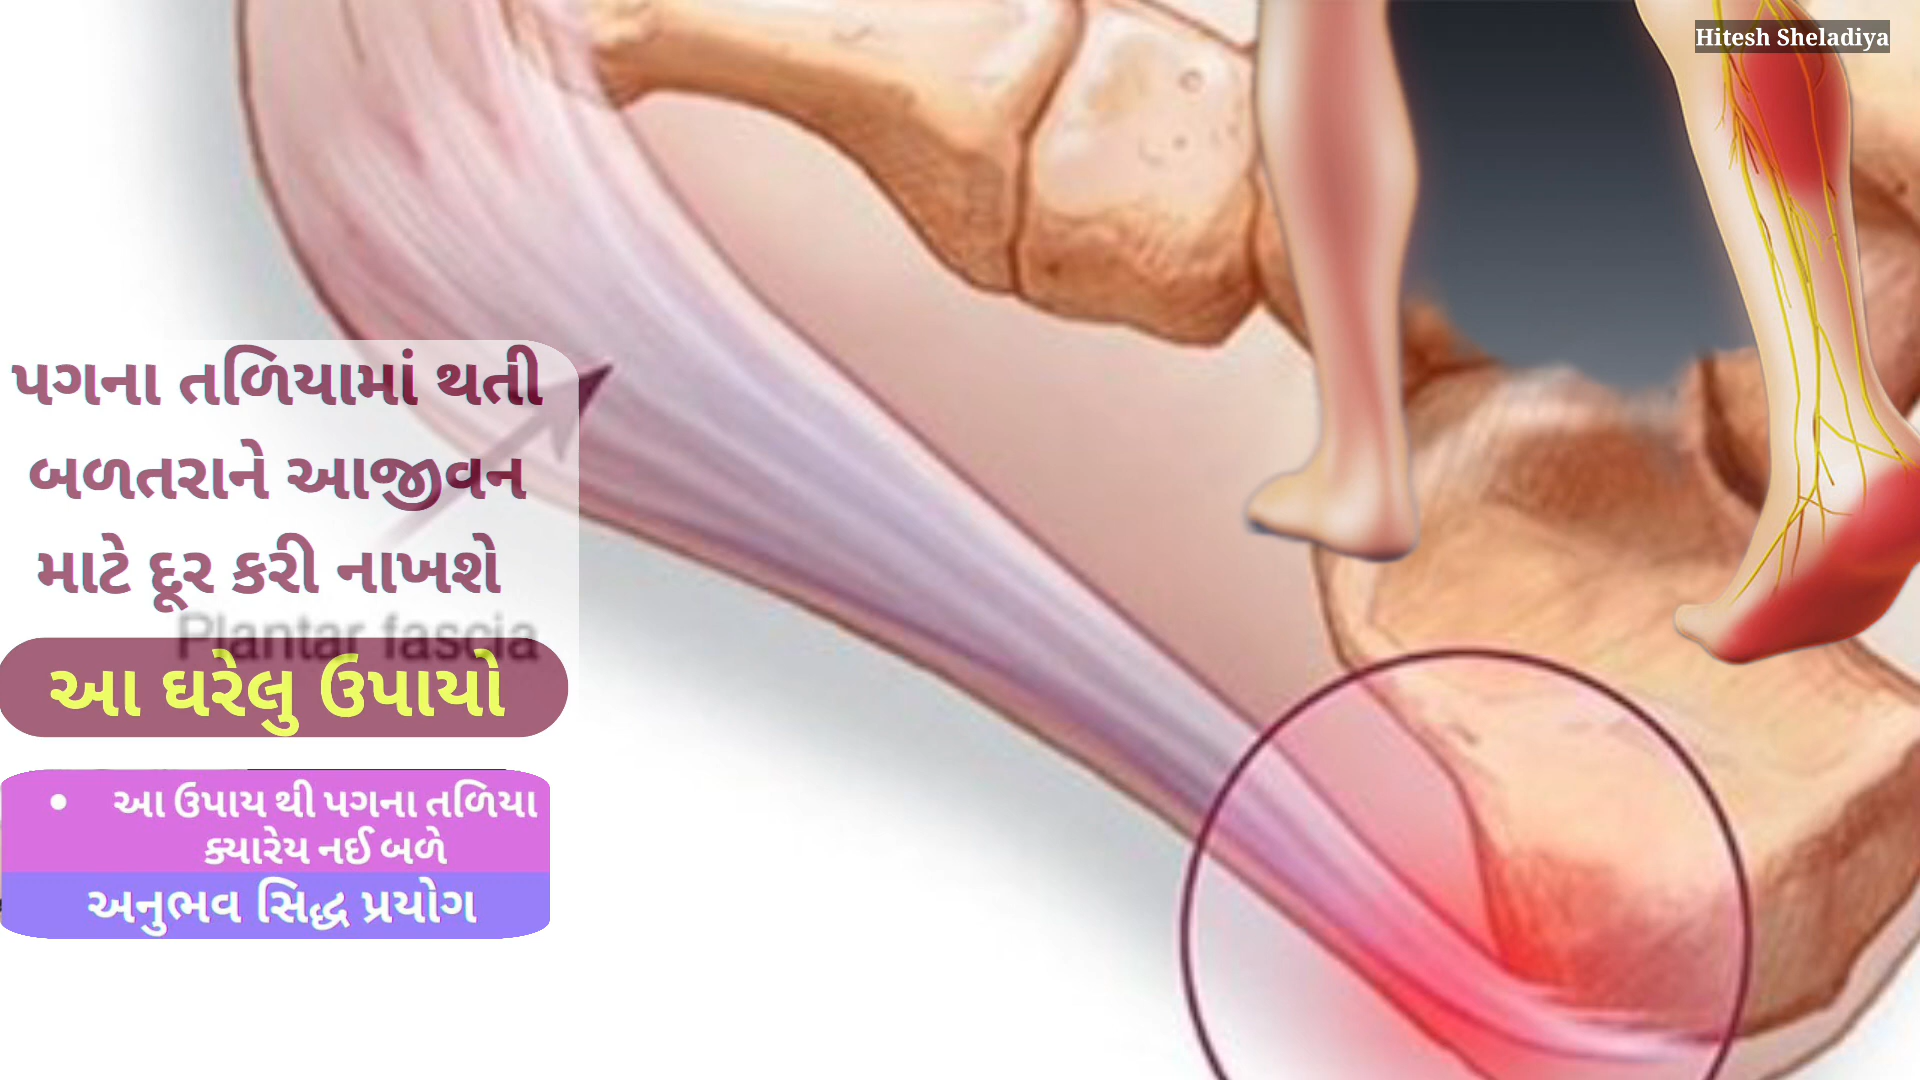 Hitesh Sheladiya
પગના તળિયામાં થતી
બળતરાને આજીવન
માટે દૂર કરી નાખશે
Plantar fascia
આ ઘરેલુ ઉપાયો
• આ ઉપાય થી પગના તળિયા
ક્યારેય નઈ બળે
અનુભવ સિદ્ધ પ્રયોગ